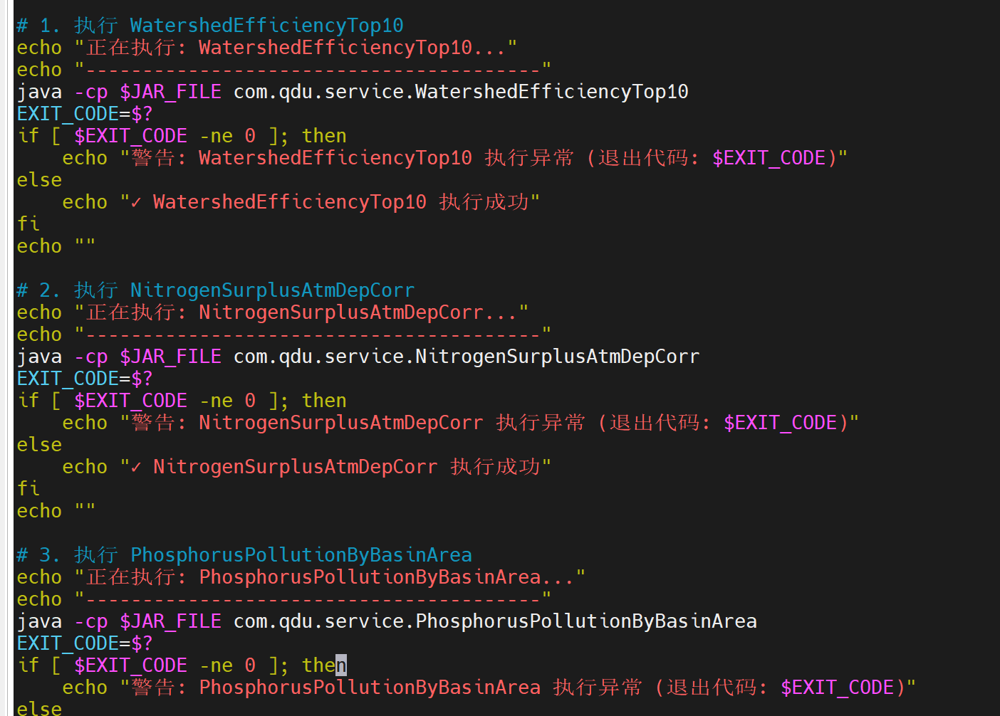 # 1. 执行 WatershedEfficiencyTop10
echo "正在执行: WatershedEfficiencyTop10..."
echo "----------------------------------------"
java -cp $JAR_FILE com.qdu.service.WatershedEfficiencyTop10
EXIT_CODE=$?
if [ $EXIT_CODE -ne 0 ]; then
    echo "警告: WatershedEfficiencyTop10 执行异常 (退出代码: $EXIT_CODE)"
else
    echo "✓ WatershedEfficiencyTop10 执行成功"
fi
echo ""

# 2. 执行 NitrogenSurplusAtmDepCorr
echo "正在执行: NitrogenSurplusAtmDepCorr..."
echo "----------------------------------------"
java -cp $JAR_FILE com.qdu.service.NitrogenSurplusAtmDepCorr
EXIT_CODE=$?
if [ $EXIT_CODE -ne 0 ]; then
    echo "警告: NitrogenSurplusAtmDepCorr 执行异常 (退出代码: $EXIT_CODE)"
else
    echo "✓ NitrogenSurplusAtmDepCorr 执行成功"
fi
echo ""

# 3. 执行 PhosphorusPollutionByBasinArea
echo "正在执行: PhosphorusPollutionByBasinArea..."
echo "----------------------------------------"
java -cp $JAR_FILE com.qdu.service.PhosphorusPollutionByBasinArea
EXIT_CODE=$?
if [ $EXIT_CODE -ne 0 ]; then
    echo "警告: PhosphorusPollutionByBasinArea 执行异常 (退出代码: $EXIT_CODE)"
else